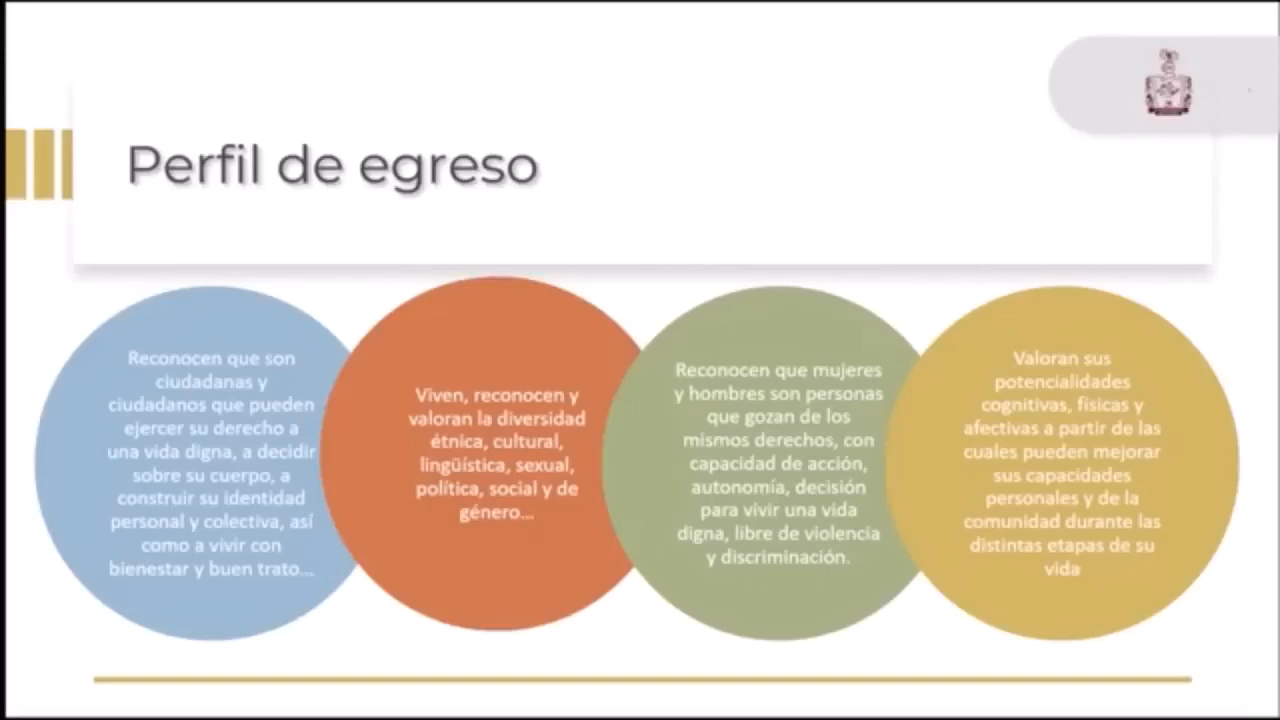 Perfil de egreso
Reconocen que son
ciudadanas y
ciudadanos que pueden
ejercer su derecho a
una vida digna, a decidir
sobre su cuerpo, a
construir su identidad
personal y colectiva, así
como a vivir con
bienestar y buen trato...
Viven, reconocen y
valoran la diversidad
étnica, cultural,
lingüística, sexual,
política, social y de
género...
Reconocen que mujeres
y hombres son personas
que gozan de los
mismos derechos, con
capacidad de acción,
autonomía, decisión
para vivir una vida
digna, libre de violencia
y discriminación.
Valoran sus
potencialidades
cognitivas, físicas y
afectivas a partir de las
cuales pueden mejorar
sus capacidades
personales y de la
comunidad durante las
distintas etapas de su
vida